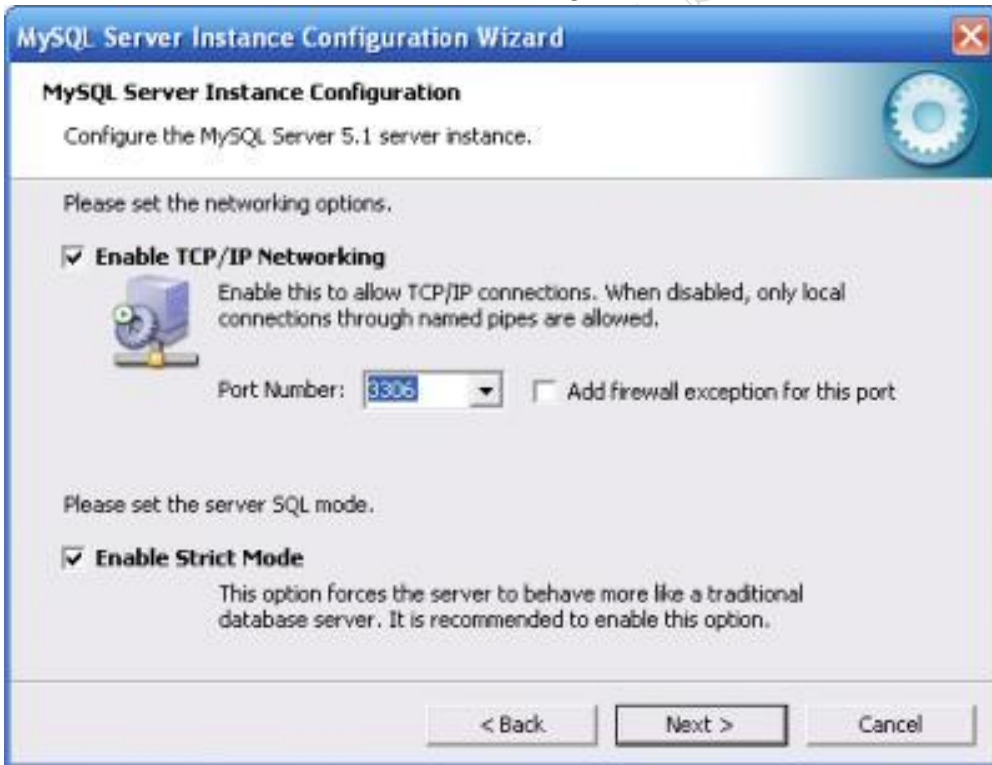 MySQL Server Instance Configuration Wizard
MySQL Server Instance Configuration
Configure the MySQL Server 5.1 server instance.
Please set the networking options.
Enable TCP/IP Networking
Enable this to allow TCP/IP connections. When disabled, only local
connections through named pipes are allowed.
Port Number: 3306 Add firewall exception for this port
Please set the server SQL mode.
Enable Strict Mode
This option forces the server to behave more like a traditional
database server. It is recommended to enable this option.
< Back Next > Cancel